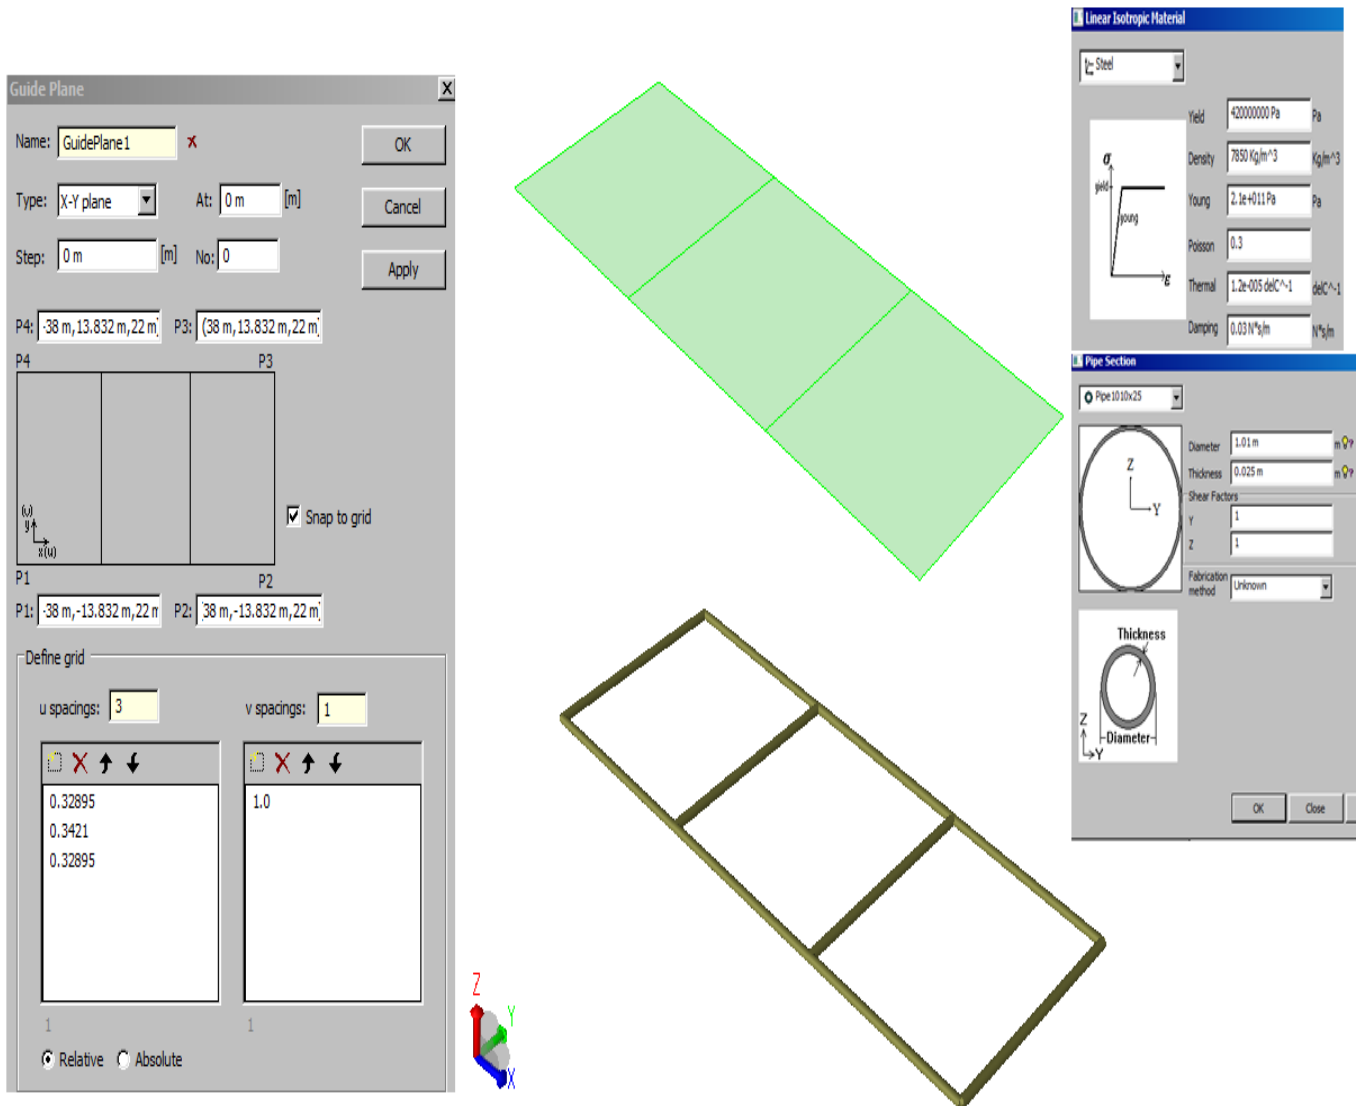 Guide Plane
Name: GuidePlane1
OK
Type: X-Y plane At: 0 m [m]
Cancel
Step: 0 m [m] No: 0
Apply
P4: -38 m,13.832 m,22 m) P3: (38 m,13.832 m,22 m)
P4 P3
(v)
y
x(u)
Snap to grid
P1 P2
P1: -38 m,-13.832 m,22 m P2: (38 m,-13.832 m,22 m)
Define grid
u spacings: 3 v spacings: 1
0.32895 1.0
0.3421
0.32895
1 1
Relative Absolute
Z
Y
X
Linear Isotropic Material
Steel
Yield 420000000 Pa Pa
Density 7850 Kg/m^3 Kg/m^3
Young 2.1e+011 Pa Pa
Poisson 0.3
Thermal 1.2e-005 delC^-1 delC^-1
Damping 0.03 N*s/m N*s/m
σ
yield
young
ε
Pipe Section
Pipe1010x25
Diameter 1.01 m m ?
Thickness 0.025 m m ?
Shear Factors
Y 1
Z 1
Fabrication method Unknown
Z
Y
Thickness
Diameter
Z
Y
OK Close